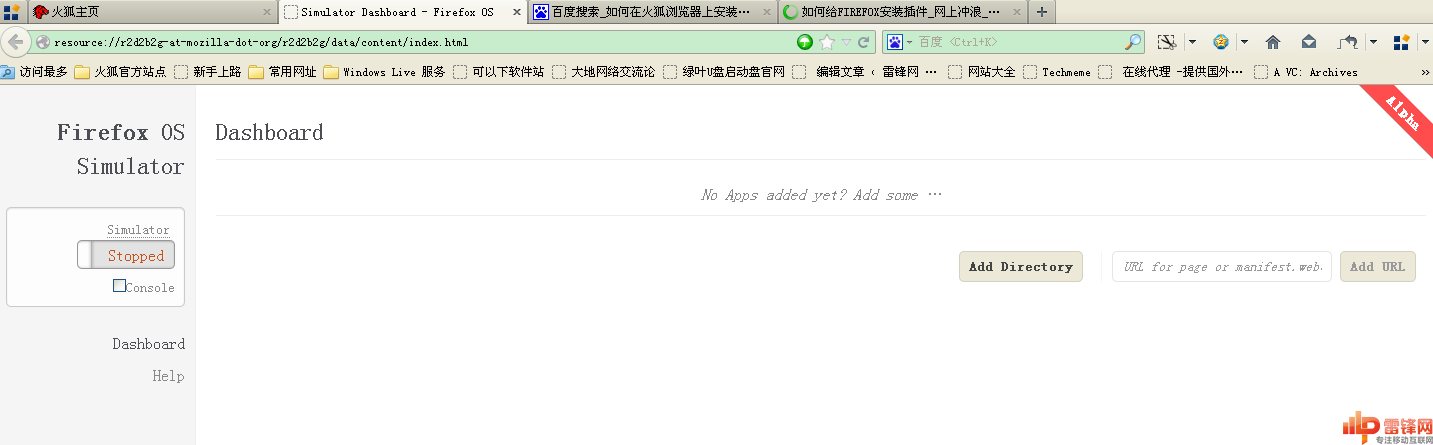 火狐主页
Simulator Dashboard - Firefox OS
百度搜索_如何在火狐浏览器上安装...
如何给FIREFOX安装插件_网上冲浪_...
resource://r2d2b2g-at-mozilla-dot-org/r2d2b2g/data/content/index.html
百度 <Ctrl+K>
访问最多 火狐官方站点 新手上路 常用网址 Windows Live 服务 可以下软件站 大地网络交流论 绿叶U盘启动盘官网 编辑文章 ‹ 雷锋网 … 网站大全 Techmeme 在线代理 -提供国外… A VC: Archives »
Firefox OS
Simulator
Simulator
Stopped
Console
Dashboard
Help
Dashboard
Alpha
No Apps added yet? Add some …
Add Directory
URL for page or manifest.web
Add URL
雷锋网
专注移动互联网